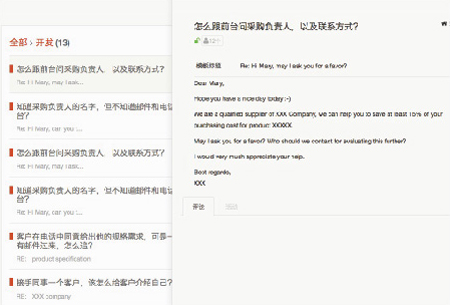 全部 › 开发 (13)
怎么跟前台问采购负责人，以及联系方式？
Re: Hi Mary, may I ask...
知道采购负责人的名字，但不知道邮件和电话
台？
Re: Hi Mary, can you ...
怎么跟前台问采购负责人，以及联系方式？
Re: Hi Mary, may I ask...
知道采购负责人的名字，但不知道邮件和电话
台？
Re: Hi Mary, can you ...
客户在电话中同意给出他的规格需求，可是一
有邮件过来，怎么追？
RE: product specification
接手同事一个客户，该怎么给客户介绍自己？
RE: XXX company
怎么跟前台问采购负责人，以及联系方式？
Re: Hi Mary, may I ask you for a favor?
Dear Mary,
Hope you have a nice day today :-)
We are a qualified supplier of XXX Company, we can help you to save at least 15% of your
purchasing cost for product XXXXX
May I ask you for a favor? Who should we contact for evaluating this further?
I would very much appreciate your help.
Best regards,
XXX